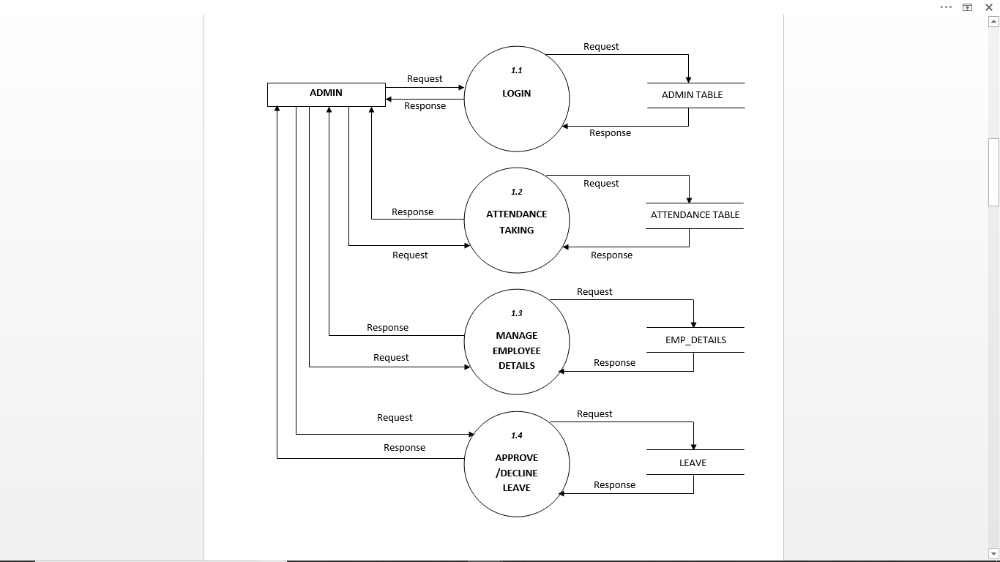 Request
1.1
LOGIN
Request
ADMIN
Response
ADMIN TABLE
Response
1.2
ATTENDANCE
TAKING
Request
ATTENDANCE TABLE
Response
Request
Response
1.3
MANAGE
EMPLOYEE
DETAILS
Request
Response
EMP_DETAILS
Request
Response
1.4
APPROVE
/DECLINE
LEAVE
Request
Request
Response
LEAVE
Response